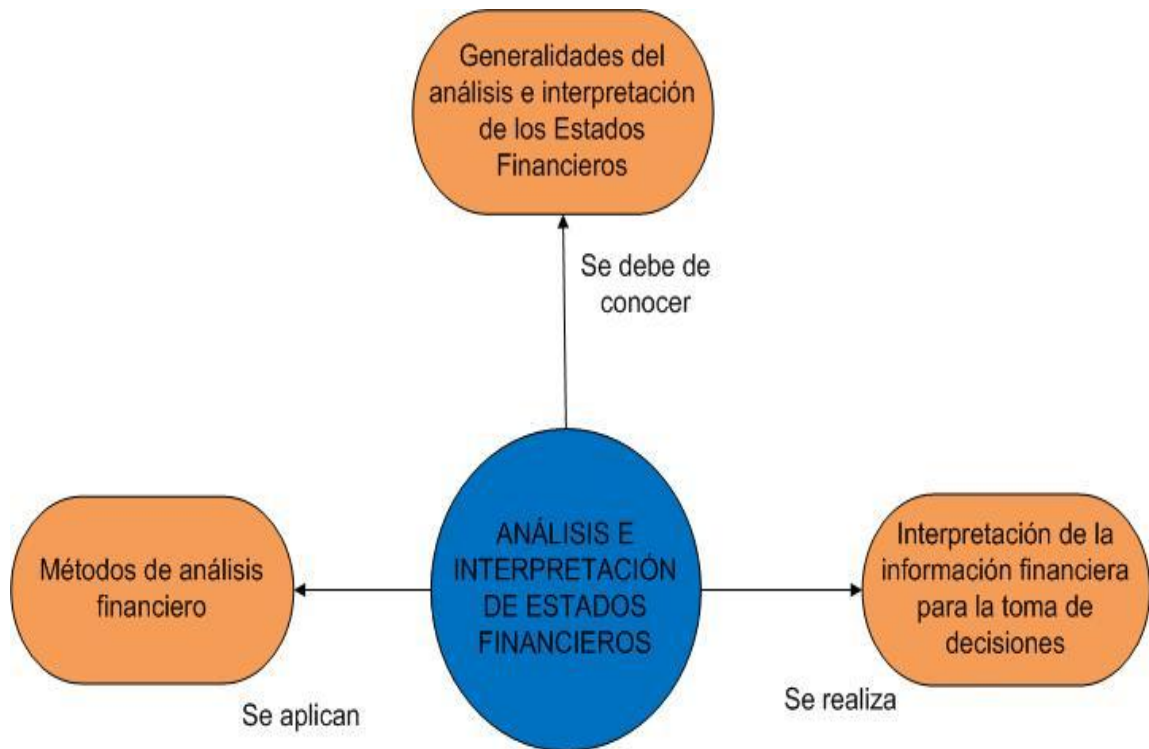 Generalidades del
análisis e interpretación
de los Estados
Financieros
Se debe de
conocer
ANÁLISIS E
INTERPRETACIÓN
DE ESTADOS
FINANCIEROS
Métodos de análisis
financiero
Se aplican
Interpretación de la
información financiera
para la toma de
decisiones
Se realiza